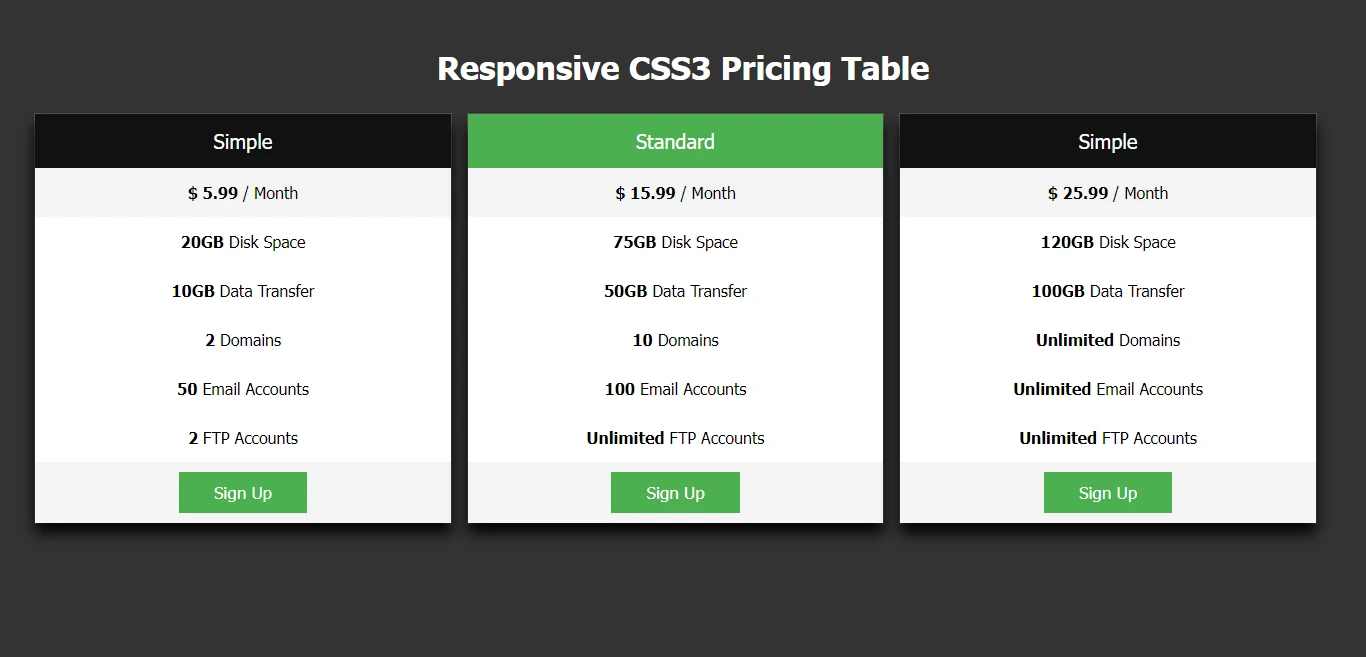 Responsive CSS3 Pricing Table
Simple
$ 5.99 / Month
20GB Disk Space
10GB Data Transfer
2 Domains
50 Email Accounts
2 FTP Accounts
Sign Up
Standard
$ 15.99 / Month
75GB Disk Space
50GB Data Transfer
10 Domains
100 Email Accounts
Unlimited FTP Accounts
Sign Up
Simple
$ 25.99 / Month
120GB Disk Space
100GB Data Transfer
Unlimited Domains
Unlimited Email Accounts
Unlimited FTP Accounts
Sign Up